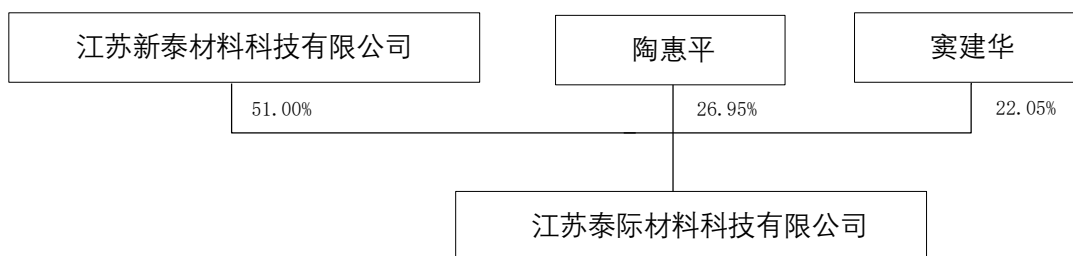 江苏新泰材料科技有限公司
陶惠平
窦建华
51.00%
26.95%
22.05%
江苏泰际材料科技有限公司